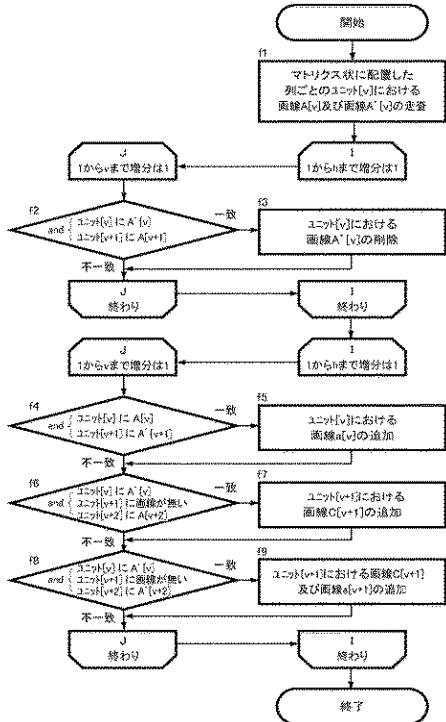 開始
f1
マトリクス状に配置した
列ごとのユニット[v]における
画線A[v]及び画線A'[v]の走査
J
1からvまで増分は1
I
1からhまで増分は1
f2
and { ユニット[v]に A'[v]
ユニット[v+1]に A[v+1]
一致
不一致
f3
ユニット[v]における
画線A'[v]の削除
J
終わり
I
終わり
J
1からvまで増分は1
I
1からhまで増分は1
f4
and { ユニット[v]に A[v]
ユニット[v+1]に A'[v+1]
一致
不一致
f5
ユニット[v]における
画線a[v]の追加
f6
and { ユニット[v]に A'[v]
ユニット[v+1]に画線が無い
ユニット[v+2]に A[v+2]
一致
不一致
f7
ユニット[v+1]における
画線C[v+1]の追加
f8
and { ユニット[v]に A'[v]
ユニット[v+1]に画線が無い
ユニット[v+2]に A'[v+2]
一致
不一致
f9
ユニット[v+1]における画線C[v+1]
及び画線a[v+1]の追加
J
終わり
I
終わり
終了